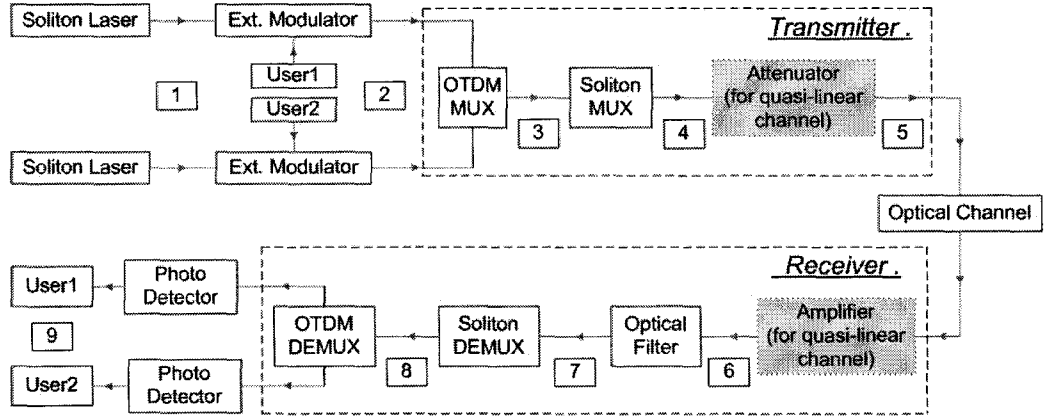 Soliton Laser
Ext. Modulator
Transmitter .
User1
1
2
User2
OTDM
MUX
3
Soliton
MUX
4
Attenuator
(for quasi-linear
channel)
5
Soliton Laser
Ext. Modulator
Optical Channel
Receiver .
User1
Photo
Detector
9
OTDM
DEMUX
8
Soliton
DEMUX
7
Optical
Filter
6
Amplifier
(for quasi-linear
channel)
User2
Photo
Detector